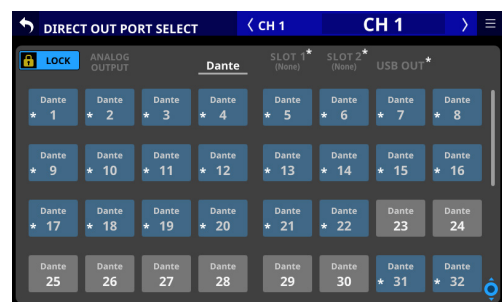 DIRECT OUT PORT SELECT CH 1 CH 1
LOCK ANALOG OUTPUT Dante SLOT 1* (None) SLOT 2* (None) USB OUT*
Dante Dante Dante Dante Dante Dante Dante Dante
* 1 * 2 * 3 * 4 * 5 * 6 * 7 * 8
Dante Dante Dante Dante Dante Dante Dante Dante
* 9 * 10 * 11 * 12 * 13 * 14 * 15 * 16
Dante Dante Dante Dante Dante Dante Dante Dante
* 17 * 18 * 19 * 20 * 21 * 22 23 24
Dante Dante Dante Dante Dante Dante Dante Dante
25 26 27 28 29 30 * 31 * 32